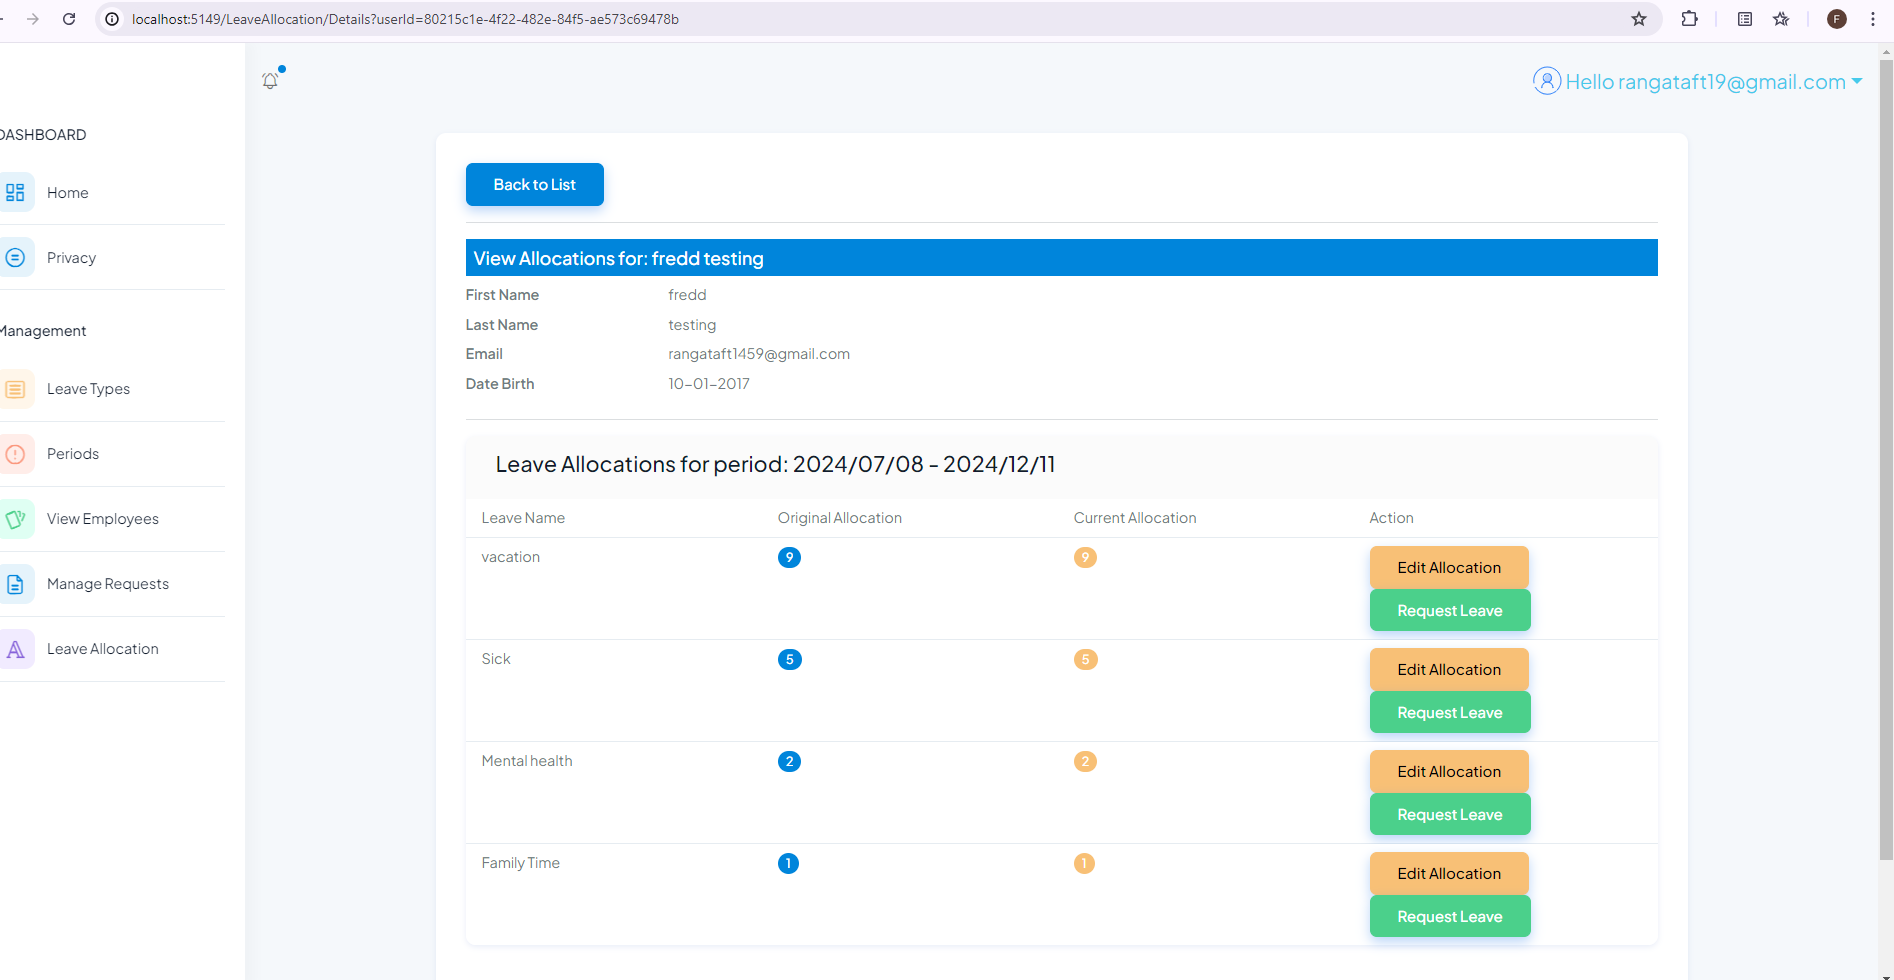 localhost:5149/LeaveAllocation/Details?userId=80215c1e-4f22-482e-84f5-ae573c69478b
F
Hello rangataft19@gmail.com
DASHBOARD
Home
Privacy
Management
Leave Types
Periods
View Employees
Manage Requests
Leave Allocation
Back to List
View Allocations for: fredd testing
First Name fredd
Last Name testing
Email rangataft1459@gmail.com
Date Birth 10-01-2017
Leave Allocations for period: 2024/07/08 - 2024/12/11
Leave Name Original Allocation Current Allocation Action
vacation 9 9 Edit Allocation
Request Leave
Sick 5 5 Edit Allocation
Request Leave
Mental health 2 2 Edit Allocation
Request Leave
Family Time 1 1 Edit Allocation
Request Leave